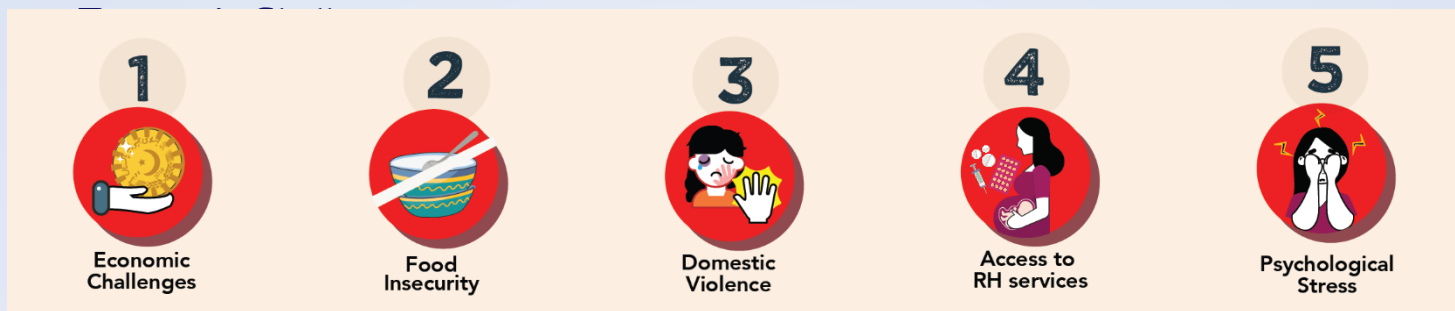 1
Economic
Challenges
2
Food
Insecurity
3
Domestic
Violence
4
Access to
RH services
5
Psychological
Stress